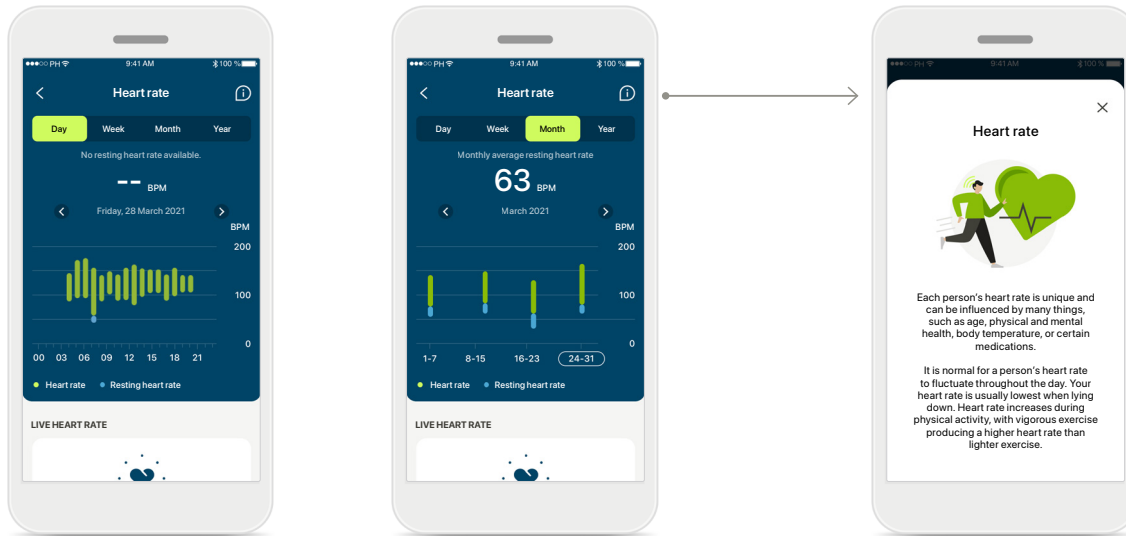 PH 9:41 AM 100 %
Heart rate
Day Week Month Year
No resting heart rate available.
-- BPM
Friday, 28 March 2021
BPM
200
100
0
00 03 06 09 12 15 18 21
Heart rate Resting heart rate
LIVE HEART RATE
PH 9:41 AM 100 %
Heart rate
Day Week Month Year
Monthly average resting heart rate
63 BPM
March 2021
BPM
200
100
0
1-7 8-15 16-23 24-31
Heart rate Resting heart rate
LIVE HEART RATE
PH 9:41 AM 100 %
Heart rate
Each person's heart rate is unique and
can be influenced by many things,
such as age, physical and mental
health, body temperature, or certain
medications.
It is normal for a person's heart rate
to fluctuate throughout the day. Your
heart rate is usually lowest when lying
down. Heart rate increases during
physical activity, with vigorous exercise
producing a higher heart rate than
lighter exercise.